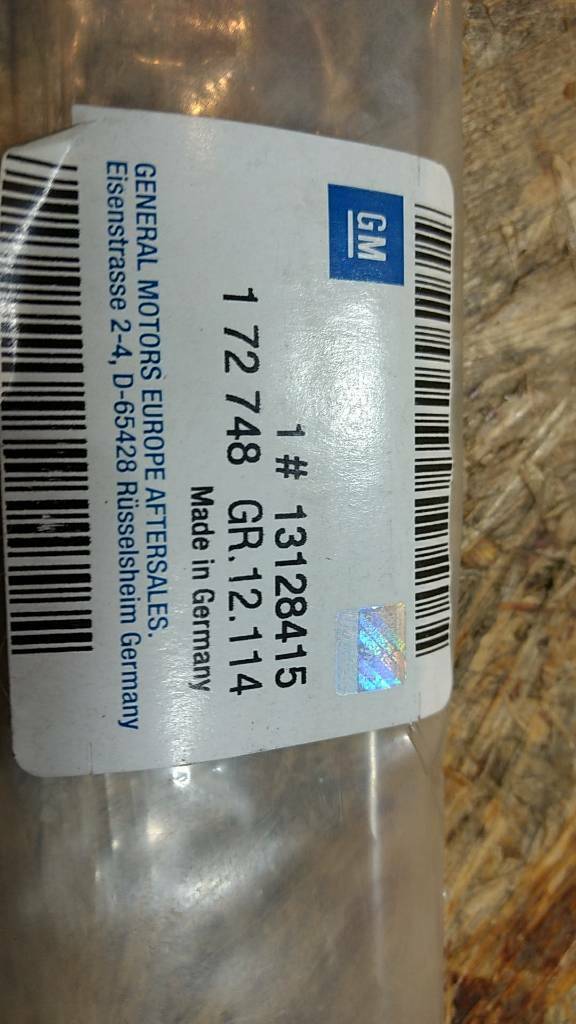 GM
1 # 13128415
1 72 748 GR.12.114
Made in Germany
GENERAL MOTORS EUROPE AFTERSALES.
Eisenstrasse 2-4, D-65428 Rüsselsheim Germany